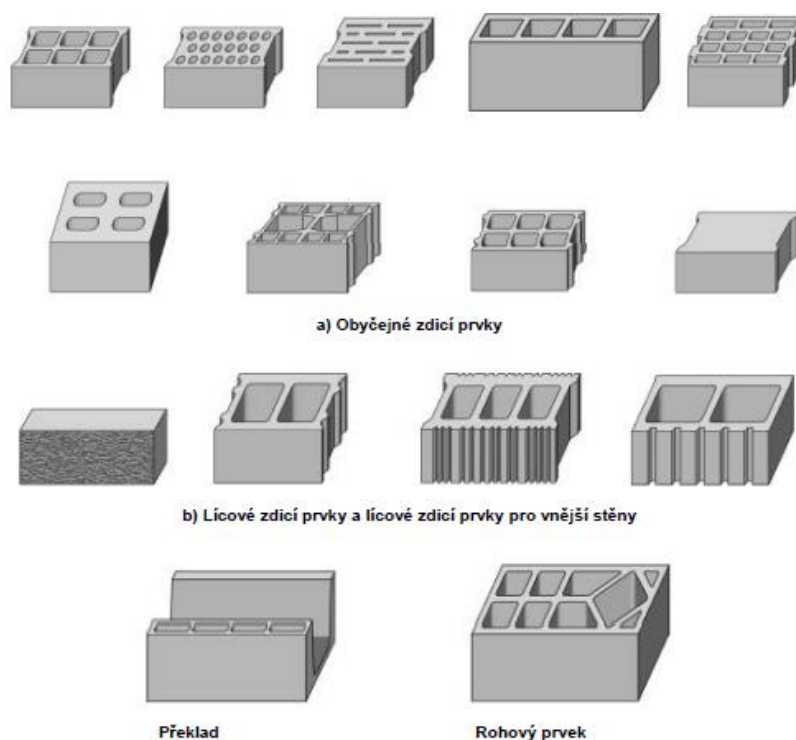 a) Obyčejné zdicí prvky
b) Lícové zdicí prvky a lícové zdicí prvky pro vnější stěny
Překlad
Rohový prvek